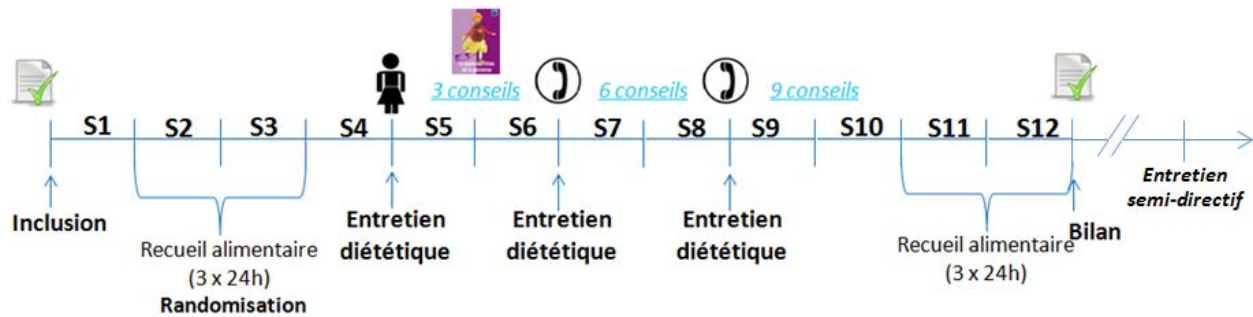 3 conseils
6 conseils
9 conseils
S1
S2
S3
S4
S5
S6
S7
S8
S9
S10
S11
S12
Inclusion
Recueil alimentaire
(3 x 24h)
Randomisation
Entretien
diététique
Entretien
diététique
Entretien
diététique
Recueil alimentaire
(3 x 24h)
Bilan
Entretien
semi-directif